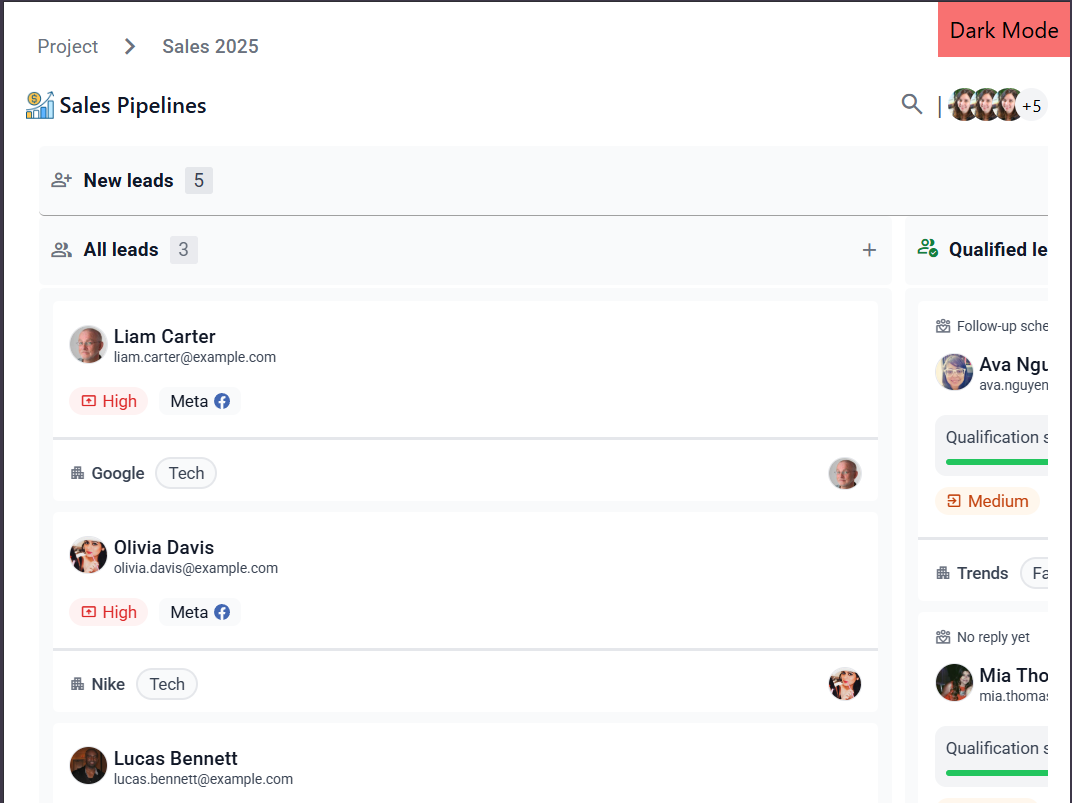 Project
Sales 2025
Dark Mode
Sales Pipelines
+5
New leads 5
All leads 3
Qualified le
Liam Carter
liam.carter@example.com
High
Meta
Google
Tech
Olivia Davis
olivia.davis@example.com
High
Meta
Nike
Tech
Lucas Bennett
lucas.bennett@example.com
Follow-up sche
Ava Ngu
ava.nguyen
Qualification s
Medium
Trends
Fa
No reply yet
Mia Tho
mia.thomas
Qualification s